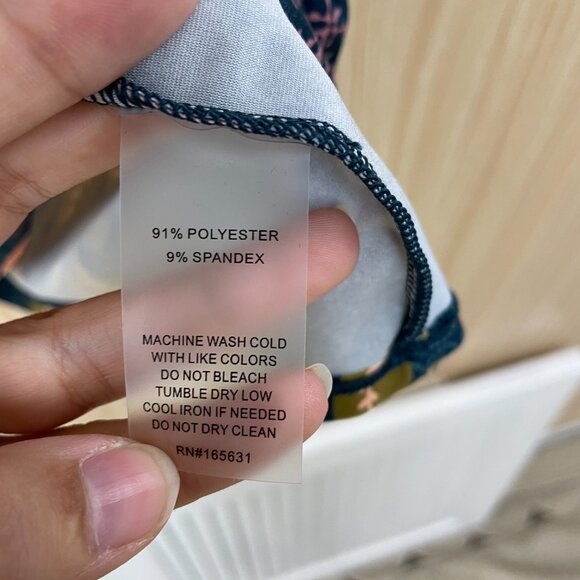 91% POLYESTER
9% SPANDEX
MACHINE WASH COLD
WITH LIKE COLORS
DO NOT BLEACH
TUMBLE DRY LOW
COOL IRON IF NEEDED
DO NOT DRY CLEAN
RN#165631